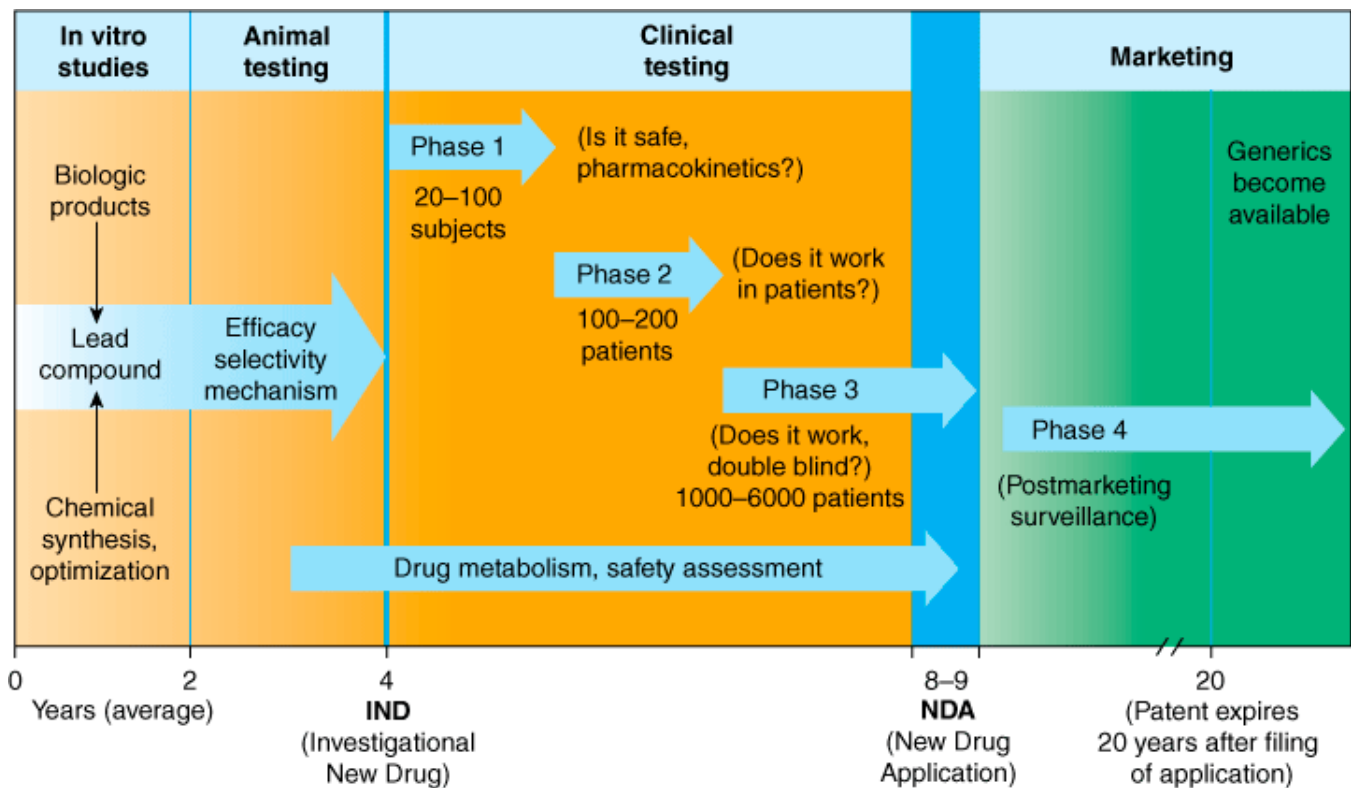 In vitro
studies
Animal
testing
Clinical
testing
Marketing
Biologic
products
Lead
compound
Chemical
synthesis,
optimization
Efficacy
selectivity
mechanism
Phase 1
20–100
subjects
(Is it safe,
pharmacokinetics?)
Phase 2
100–200
patients
(Does it work
in patients?)
Phase 3
(Does it work,
double blind?)
1000–6000 patients
Drug metabolism, safety assessment
Generics
become
available
Phase 4
(Postmarketing
surveillance)
0
2
4
8–9
20
Years (average)
IND
(Investigational
New Drug)
NDA
(New Drug
Application)
(Patent expires
20 years after filing
of application)